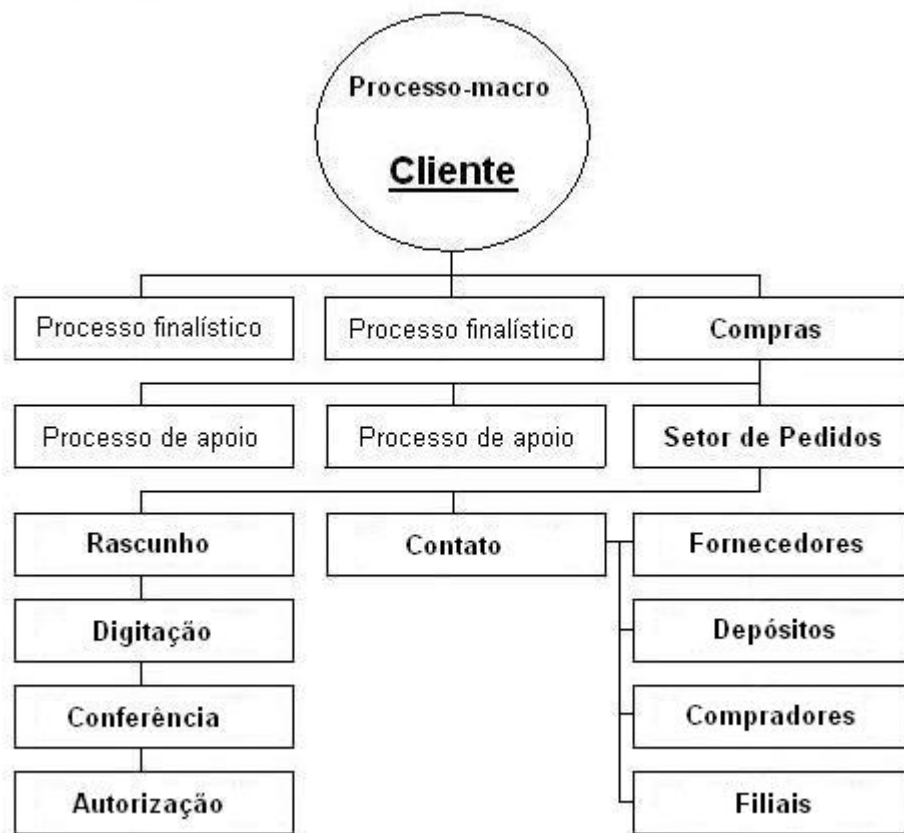 Processo-macro
Cliente
Processo finalístico
Processo finalístico
Compras
Processo de apoio
Processo de apoio
Setor de Pedidos
Rascunho
Contato
Fornecedores
Digitação
Depósitos
Conferência
Compradores
Autorização
Filiais